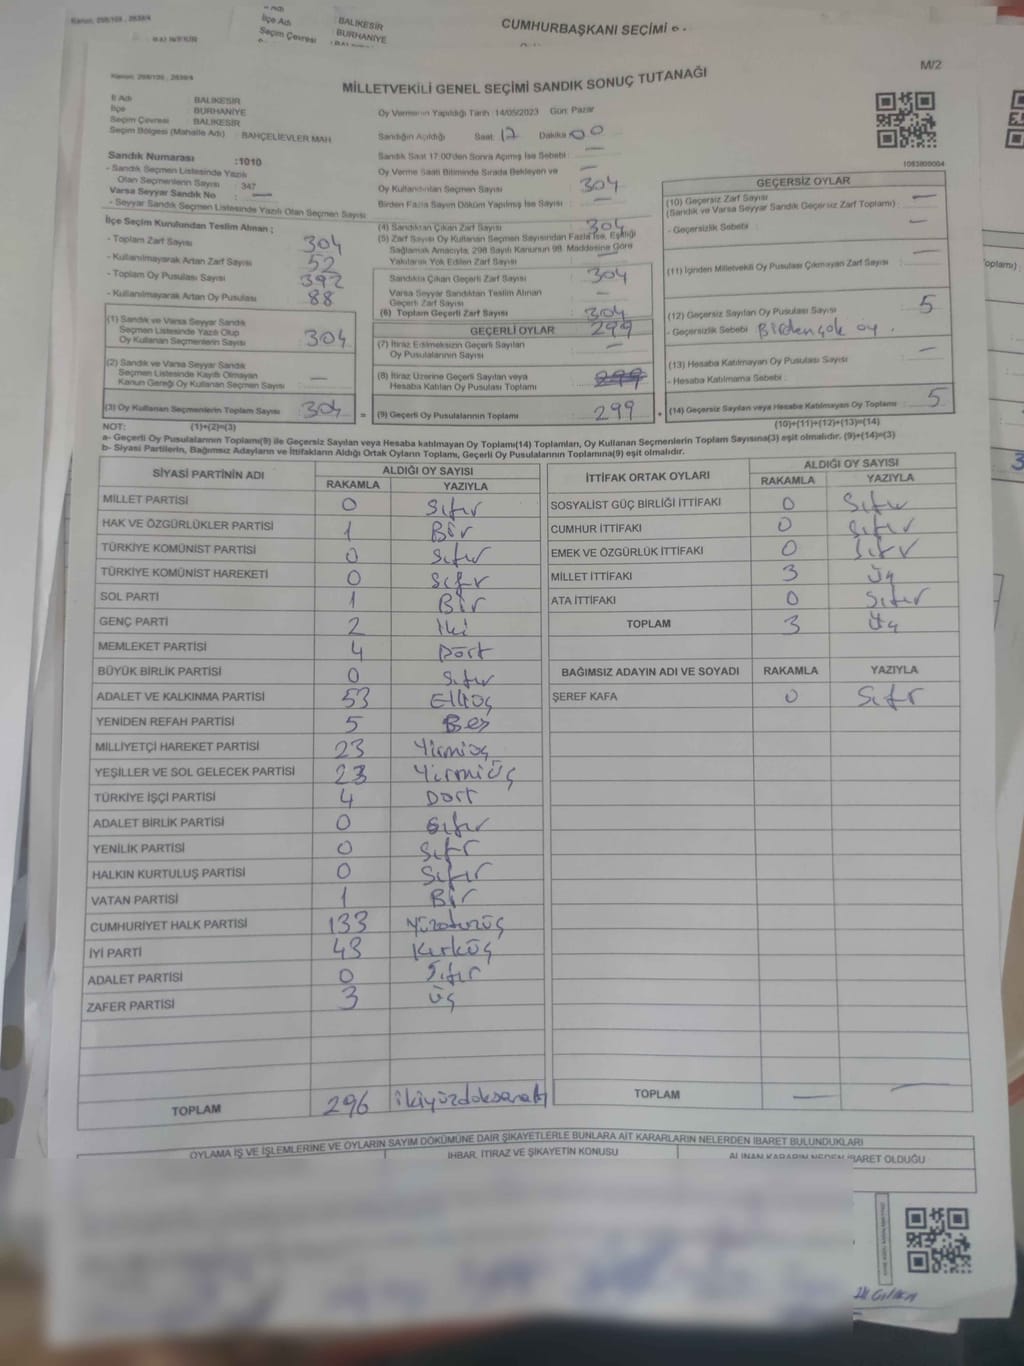 Kanun: 298/105 , 2839/4
İlçe Adı : BALIKESİR
Seçim Çevresi : BURHANİYE
CUMHURBAŞKANI SEÇİMİ
M/2
Kanun: 298/105 , 2839/4
MİLLETVEKİLİ GENEL SEÇİMİ SANDIK SONUÇ TUTANAĞI
İl Adı : BALIKESİR
İlçe : BURHANİYE
Seçim Çevresi : BALIKESİR
Seçim Bölgesi (Mahalle Adı) : BAHÇELİEVLER MAH
Sandık Numarası :1010
- Sandık Seçmen Listesinde Yazılı
Olan Seçmenlerin Sayısı : 347
Varsa Seyyar Sandık No : —
- Seyyar Sandık Seçmen Listesinde Yazılı Olan Seçmen Sayısı
İlçe Seçim Kurulundan Teslim Alınan ;
- Toplam Zarf Sayısı 304
- Kullanılmayarak Artan Zarf Sayısı 52
- Toplam Oy Pusulası Sayısı 392
- Kullanılmayarak Artan Oy Pusulası 88
(1) Sandık ve Varsa Seyyar Sandık
Seçmen Listesinde Yazılı Olup
Oy Kullanan Seçmenlerin Sayısı : 304
(2) Sandık ve Varsa Seyyar Sandık
Seçmen Listesinde Kayıtlı Olmayan
Kanun Gereği Oy Kullanan Seçmen Sayısı : —
(3) Oy Kullanan Seçmenlerin Toplam Sayısı : 304 =
Oy Vermenin Yapıldığı Tarih :14/05/2023 Gün: Pazar
Sandığın Açıldığı Saat: 17 Dakika: 00
Sandık Saat 17:00'den Sonra Açımış İse Sebebi : —
Oy Verme Saati Bitiminde Sırada Bekleyen ve —
Oy Kullandırılan Seçmen Sayısı : 304
Birden Fazla Sayım Döküm Yapılmış İse Sayısı : —
(4) Sandıktan Çıkan Zarf Sayısı : 304
(5) Zarf Sayısı Oy Kullanan Seçmen Sayısından Fazla İse, Eşitliği
Sağlamak Amacıyla, 298 Sayılı Kanunun 98. Maddesine Göre
Yakılarak Yok Edilen Zarf Sayısı : —
Sandıkta Çıkan Geçerli Zarf Sayısı : 304
Varsa Seyyar Sandıktan Teslim Alınan
Geçerli Zarf Sayısı : —
(6) Toplam Geçerli Zarf Sayısı : 304
GEÇERLİ OYLAR 299
(7) İtiraz Edilmeksizin Geçerli Sayılan
Oy Pusulalarının Sayısı : —
(8) İtiraz Üzerine Geçerli Sayılan veya
Hesaba Katılan Oy Pusulası Toplamı : 299
(9) Geçerli Oy Pusulalarının Toplamı : 299
1083800004
GEÇERSİZ OYLAR
(10) Geçersiz Zarf Sayısı
(Sandık ve Varsa Seyyar Sandık Geçersiz Zarf Toplamı) : —
- Geçersizlik Sebebi : —
(11) İçinden Milletvekili Oy Pusulası Çıkmayan Zarf Sayısı : —
(12) Geçersiz Sayılan Oy Pusulası Sayısı : 5
- Geçersizlik Sebebi Birden çok oy .
(13) Hesaba Katılmayan Oy Pusulası Sayısı : —
- Hesaba Katılmama Sebebi :
(14) Geçersiz Sayılan veya Hesaba Katılmayan Oy Toplamı : 5
NOT: (1)+(2)=(3)
(10)+(11)+(12)+(13)=(14)
a- Geçerli Oy Pusulalarının Toplamı(9) ile Geçersiz Sayılan veya Hesaba katılmayan Oy Toplamı(14) Toplamları, Oy Kullanan Seçmenlerin Toplam Sayısına(3) eşit olmalıdır. (9)+(14)=(3)
b- Siyasi Partilerin, Bağımsız Adayların ve İttifakların Aldığı Ortak Oyların Toplamı, Geçerli Oy Pusulalarının Toplamına(9) eşit olmalıdır.
SİYASİ PARTİNİN ADI ALDIĞI OY SAYISI
RAKAMLA YAZIYLA
MİLLET PARTİSİ 0 Sıfır
HAK VE ÖZGÜRLÜKLER PARTİSİ 1 Bir
TÜRKİYE KOMÜNİST PARTİSİ 0 Sıfır
TÜRKİYE KOMÜNİST HAREKETİ 0 Sıfır
SOL PARTİ 1 Bir
GENÇ PARTİ 2 İki
MEMLEKET PARTİSİ 4 Dört
BÜYÜK BİRLİK PARTİSİ 0 Sıfır
ADALET VE KALKINMA PARTİSİ 53 Elliüç
YENİDEN REFAH PARTİSİ 5 Beş
MİLLİYETÇİ HAREKET PARTİSİ 23 Yirmiüç
YEŞİLLER VE SOL GELECEK PARTİSİ 23 Yirmiüç
TÜRKİYE İŞÇİ PARTİSİ 4 Dört
ADALET BİRLİK PARTİSİ 0 Sıfır
YENİLİK PARTİSİ 0 Sıfır
HALKIN KURTULUŞ PARTİSİ 0 Sıfır
VATAN PARTİSİ 1 Bir
CUMHURİYET HALK PARTİSİ 133 Yüzotuzüç
İYİ PARTİ 43 Kırküç
ADALET PARTİSİ 0 Sıfır
ZAFER PARTİSİ 3 Üç
TOPLAM 296 ikiyüzdoksanaltı
İTTİFAK ORTAK OYLARI ALDIĞI OY SAYISI
RAKAMLA YAZIYLA
SOSYALİST GÜÇ BİRLİĞİ İTTİFAKI 0 Sıfır
CUMHUR İTTİFAKI 0 Sıfır
EMEK VE ÖZGÜRLÜK İTTİFAKI 0 Sıfır
MİLLET İTTİFAKI 3 Üç
ATA İTTİFAKI 0 Sıfır
TOPLAM 3 Üç
BAĞIMSIZ ADAYIN ADI VE SOYADI RAKAMLA YAZIYLA
ŞEREF KAFA 0 Sıfır
TOPLAM — —
OYLAMA İŞ VE İŞLEMLERİNE VE OYLARIN SAYIM DÖKÜMÜNE DAİR ŞİKAYETLERLE BUNLARA AİT KARARLARIN NELERDEN İBARET BULUNDUKLARI
İHBAR, İTİRAZ VE ŞİKAYETİN KONUSU
ALINAN KARARIN NEDEN İBARET OLDUĞU